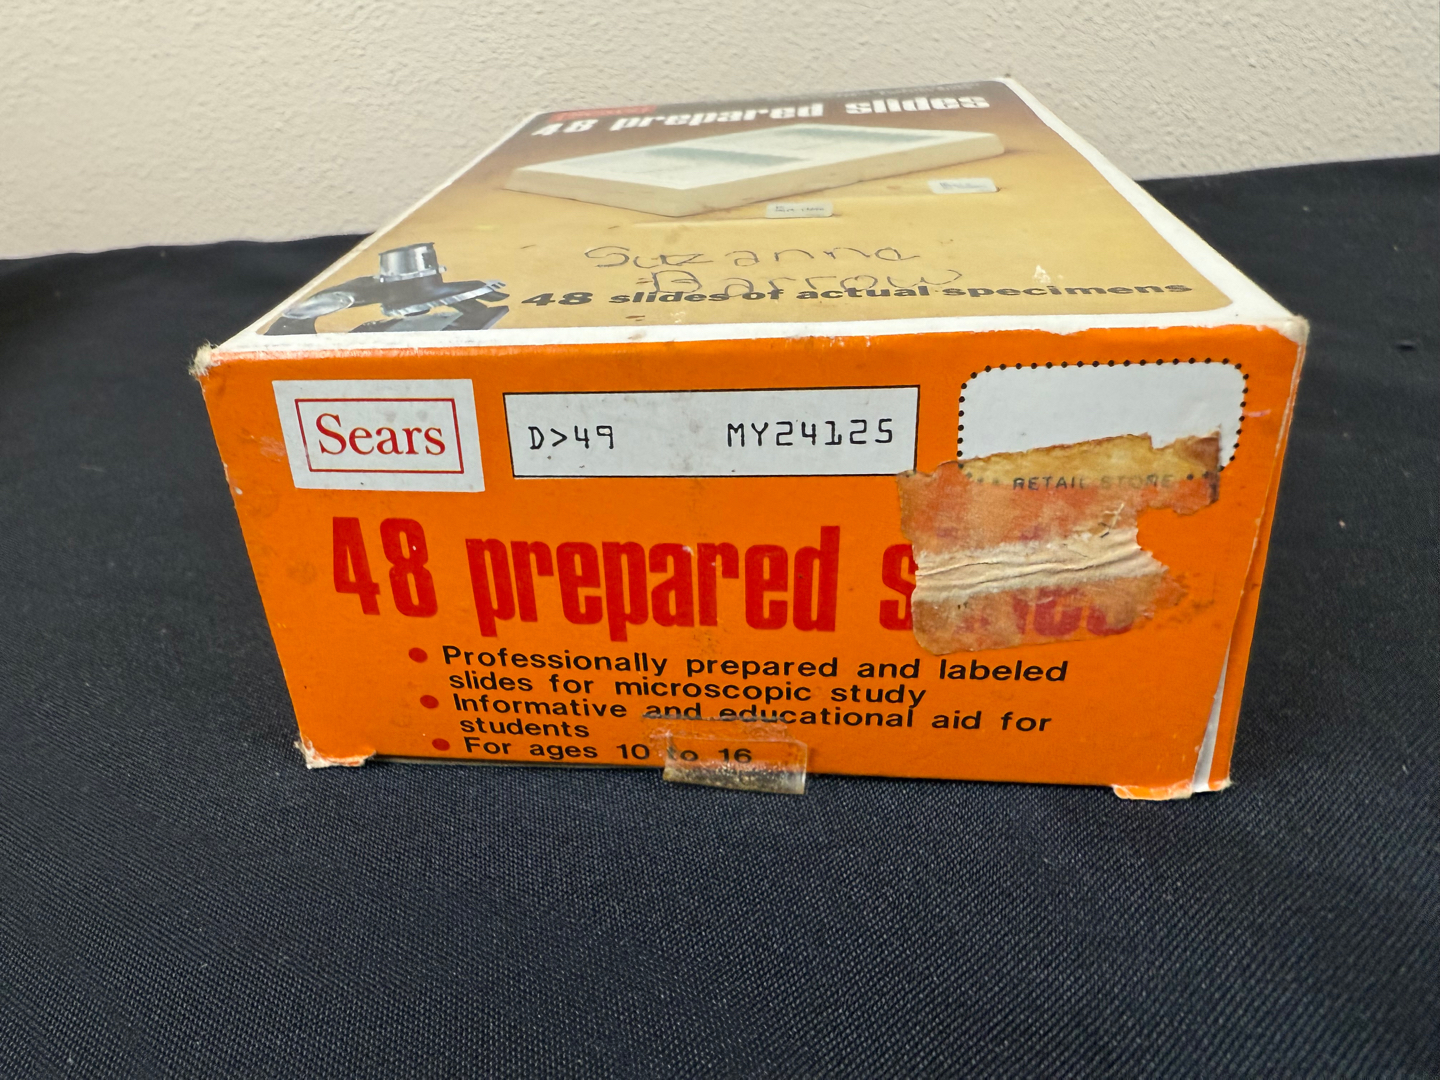 48 prepared slides
Suzanne
Barrow
48 slides of actual specimens
Sears
D>49 MY24125
RETAIL STORE
48 prepared
Professionally prepared and labeled
slides for microscopic study
Informative and educational aid for
students
For ages 10 to 16